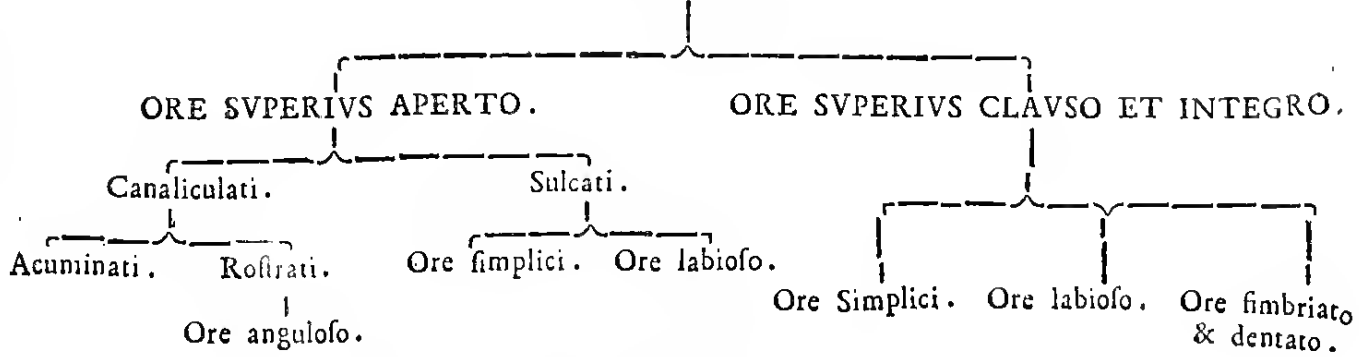 ORE SVPERIVS APERTO. ORE SVPERIVS CLAVSO ET INTEGRO.
Canaliculati. Sulcati.
Acuminati. Roſtrati. Ore ſimplici. Ore labioſo.
Ore Simplici. Ore labioſo. Ore fimbriato
Ore anguloſo. & dentato.